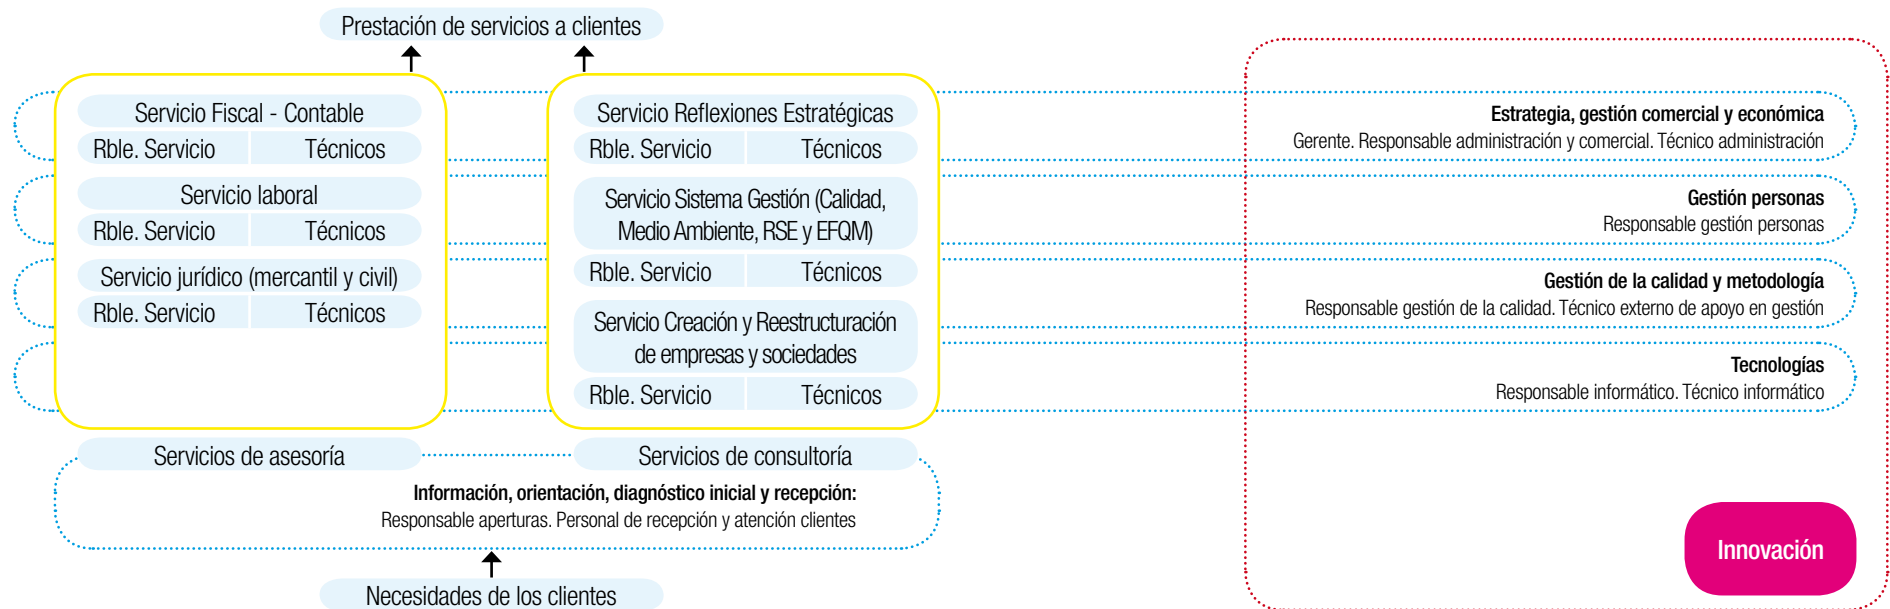 Prestación de servicios a clientes
Servicio Fiscal - Contable
Rble. Servicio
Técnicos
Servicio laboral
Rble. Servicio
Técnicos
Servicio jurídico (mercantil y civil)
Rble. Servicio
Técnicos
Servicio Reflexiones Estratégicas
Rble. Servicio
Técnicos
Servicio Sistema Gestión (Calidad,
Medio Ambiente, RSE y EFQM)
Rble. Servicio
Técnicos
Servicio Creación y Reestructuración
de empresas y sociedades
Rble. Servicio
Técnicos
Estrategia, gestión comercial y económica
Gerente. Responsable administración y comercial. Técnico administración
Gestión personas
Responsable gestión personas
Gestión de la calidad y metodología
Responsable gestión de la calidad. Técnico externo de apoyo en gestión
Tecnologías
Responsable informático. Técnico informático
Servicios de asesoría
Servicios de consultoría
Información, orientación, diagnóstico inicial y recepción:
Responsable aperturas. Personal de recepción y atención clientes
Innovación
Necesidades de los clientes